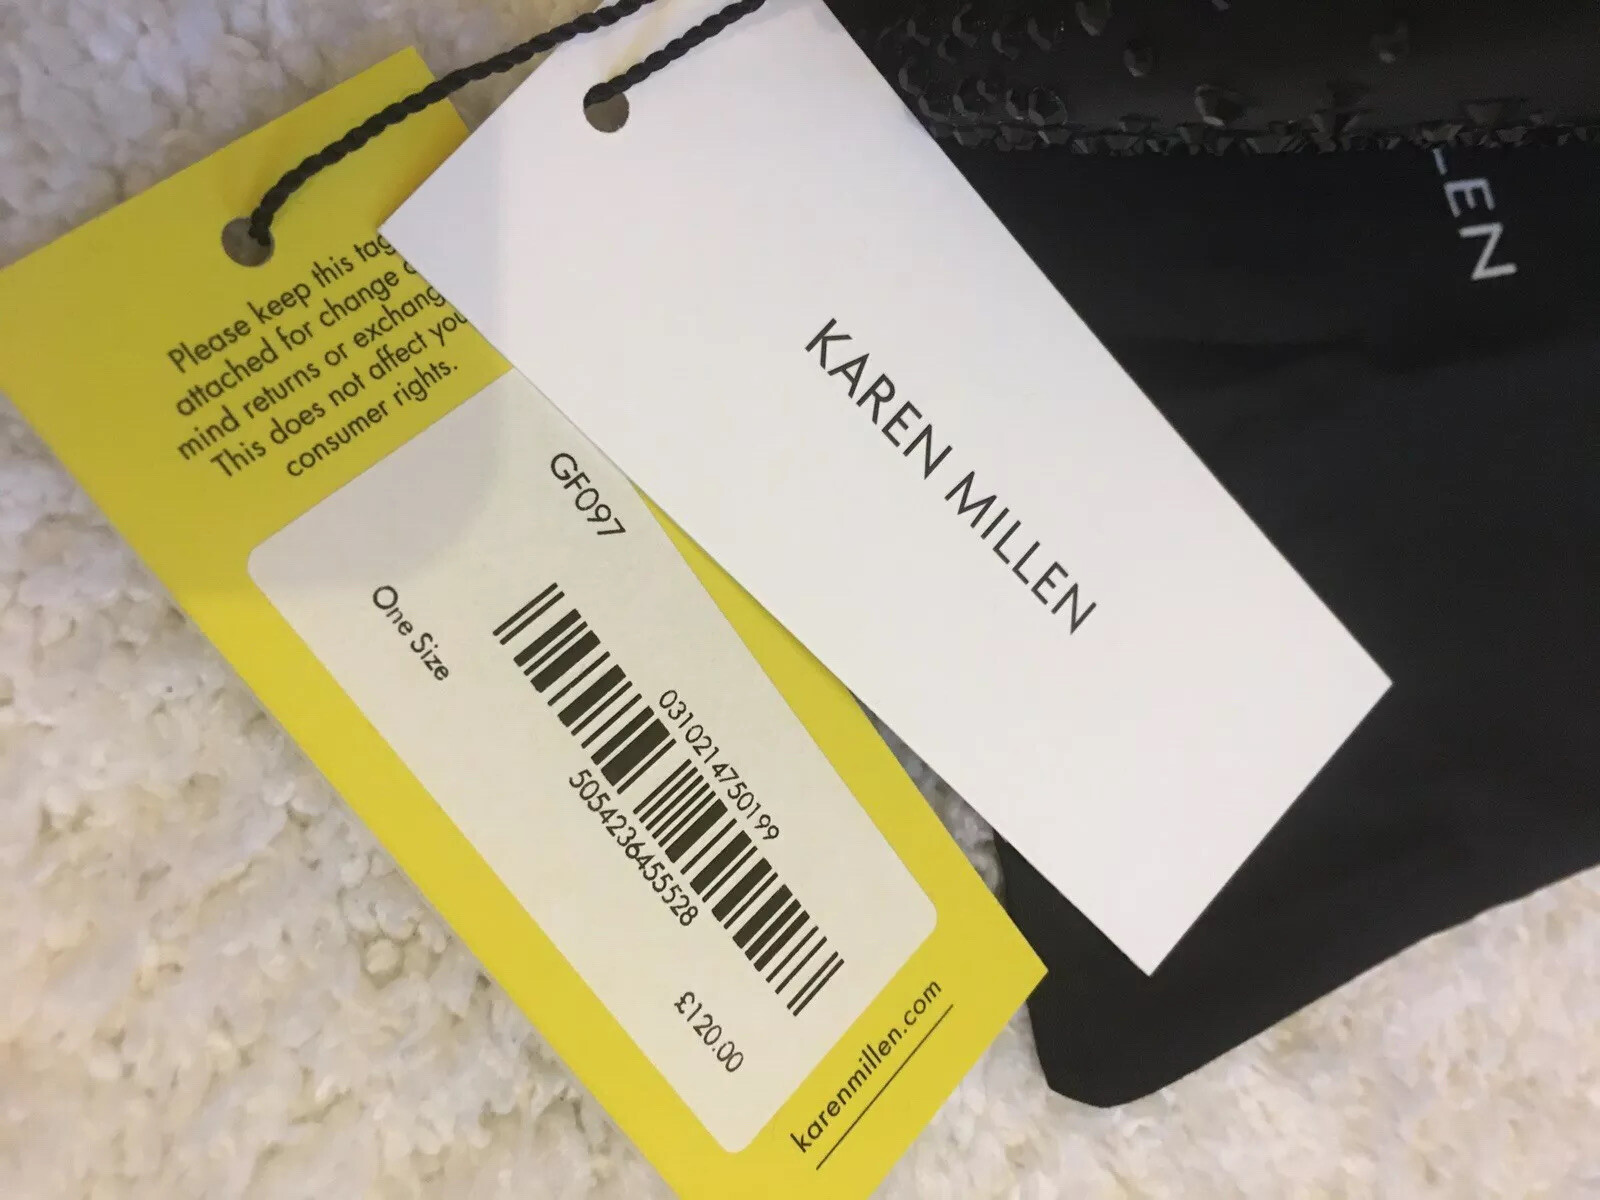 Please keep this tag
attached for change
mind returns or exchang
This does not affect you
consumer rights.
GF097
One Size
0310214750199
5054236455528
£120.00
karenmillen.com
KAREN MILLEN
LEN